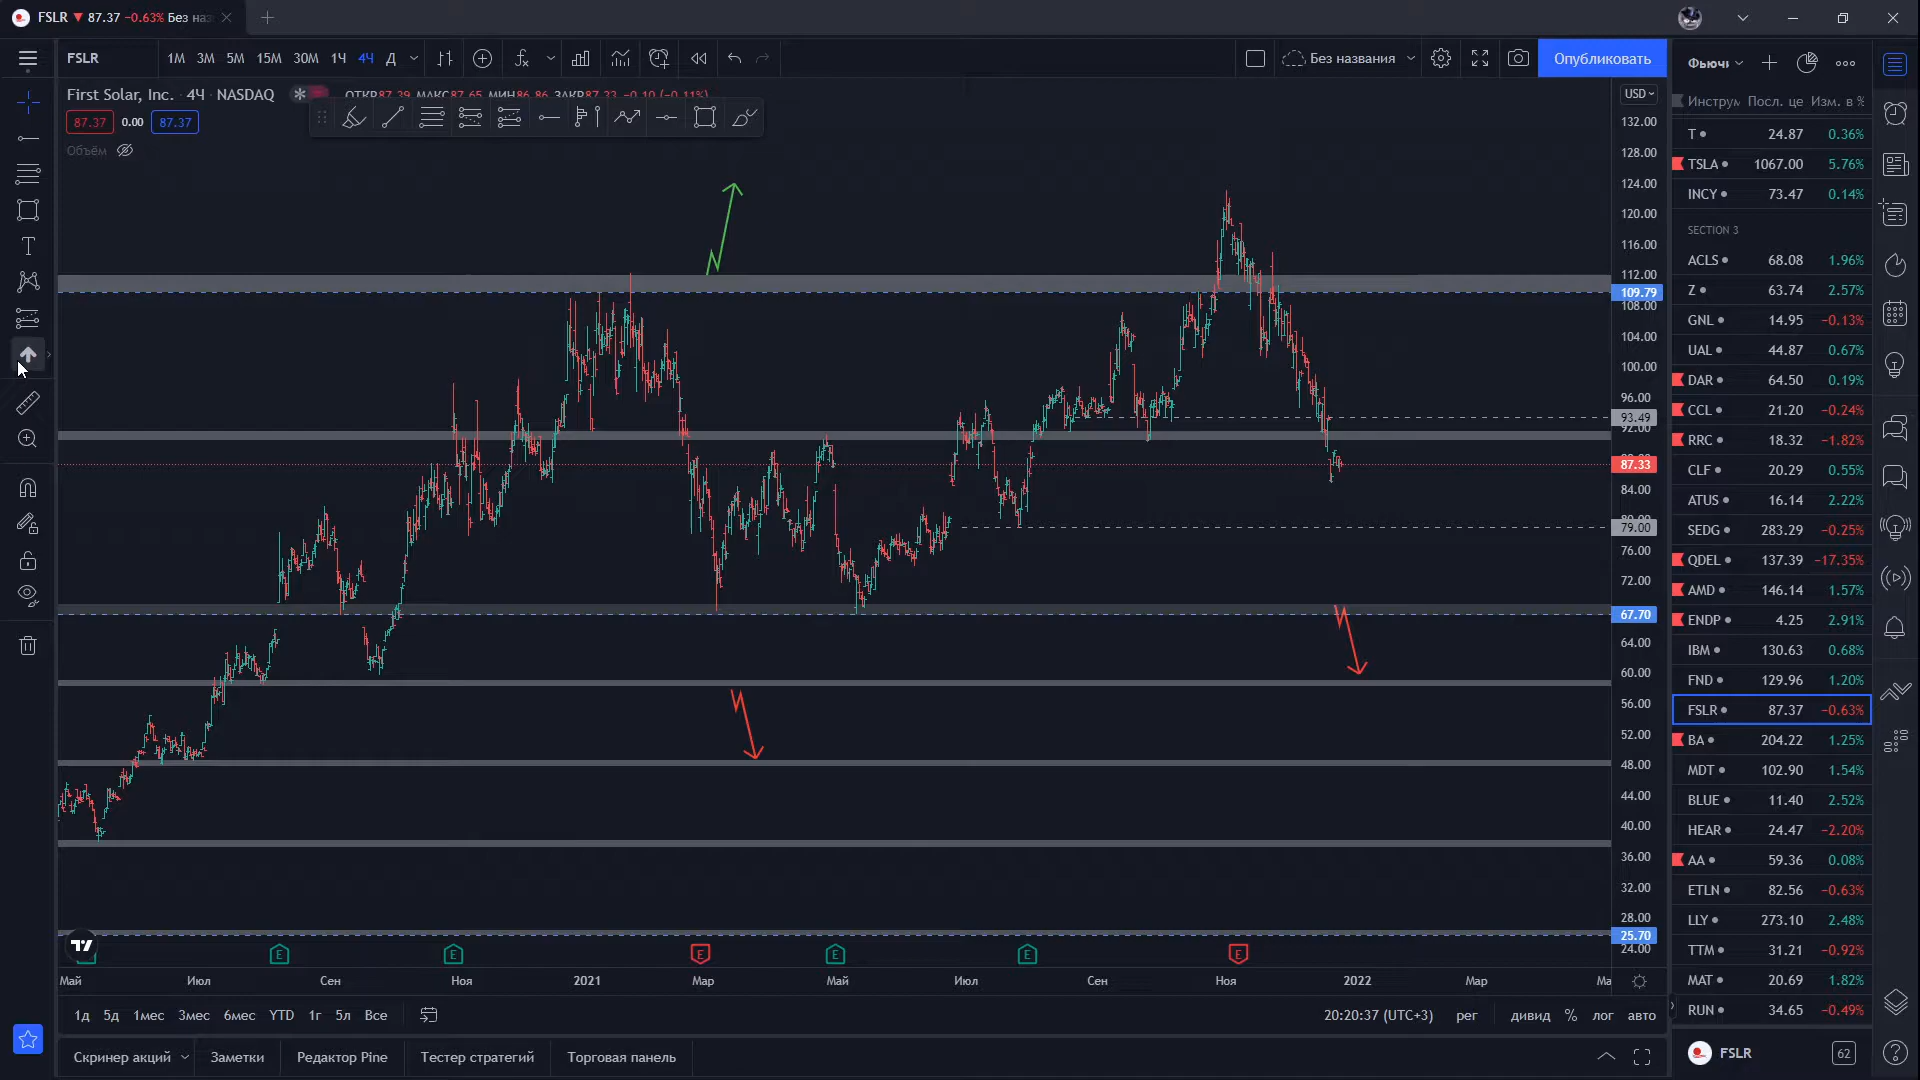 FSLR ▼ 87.37 −0.63% Без наз
FSLR 1М 3М 5М 15М 30М 1Ч 4Ч Д
Без названия
Опубликовать
First Solar, Inc. · 4Ч · NASDAQ ОТКР87.39 МАКС87.65 МИН86.86 ЗАКР87.33 −0.10 (−0.11%)
87.37 0.00 87.37
Объём
USD
132.00
128.00
124.00
120.00
116.00
112.00
109.79
108.00
104.00
100.00
96.00
93.49
92.00
87.33
84.00
79.00
76.00
72.00
67.70
64.00
60.00
56.00
52.00
48.00
44.00
40.00
36.00
32.00
28.00
25.70
24.00
E E E E E E
Май Июл Сен Ноя 2021 Мар Май Июл Сен Ноя 2022 Мар Ма
1д 5д 1мес 3мес 6мес YTD 1г 5л Все
20:20:37 (UTC+3) рег дивид % лог авто
Скринер акций Заметки Редактор Pine Тестер стратегий Торговая панель
Фьючн
Инструм Посл. це Изм. в %
T 24.87 0.36%
TSLA 1067.00 5.76%
INCY 73.47 0.14%
SECTION 3
ACLS 68.08 1.96%
Z 63.74 2.57%
GNL 14.95 −0.13%
UAL 44.87 0.67%
DAR 64.50 0.19%
CCL 21.20 −0.24%
RRC 18.32 −1.82%
CLF 20.29 0.55%
ATUS 16.14 2.22%
SEDG 283.29 −0.25%
QDEL 137.39 −17.35%
AMD 146.14 1.57%
ENDP 4.25 2.91%
IBM 130.63 0.68%
FND 129.96 1.20%
FSLR 87.37 −0.63%
BA 204.22 1.25%
MDT 102.90 1.54%
BLUE 11.40 2.52%
HEAR 24.47 −2.20%
AA 59.36 0.08%
ETLN 82.56 −0.63%
LLY 273.10 2.48%
TTM 31.21 −0.92%
MAT 20.69 1.82%
RUN 34.65 −0.49%
FSLR 62